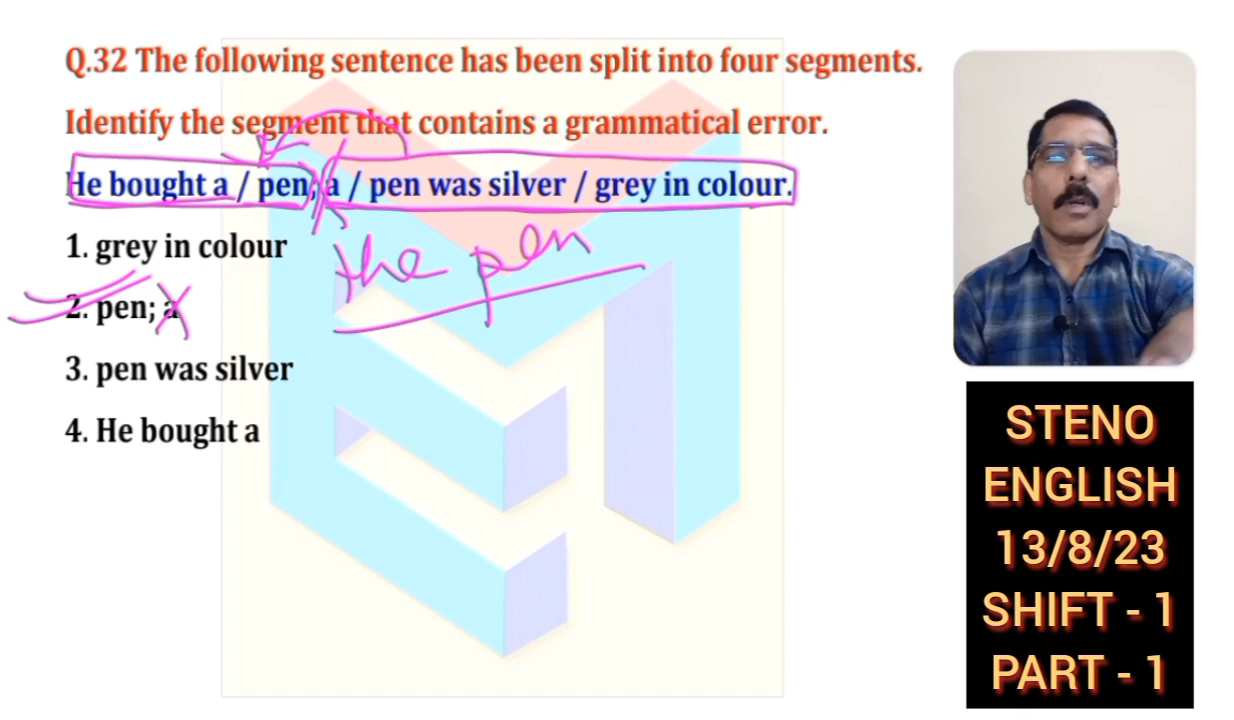 Q.32 The following sentence has been split into four segments.
Identify the segment that contains a grammatical error.
He bought a / pen; a / pen was silver / grey in colour.
the pen
1. grey in colour
2. pen; a
3. pen was silver
4. He bought a
STENO
ENGLISH
13/8/23
SHIFT - 1
PART - 1